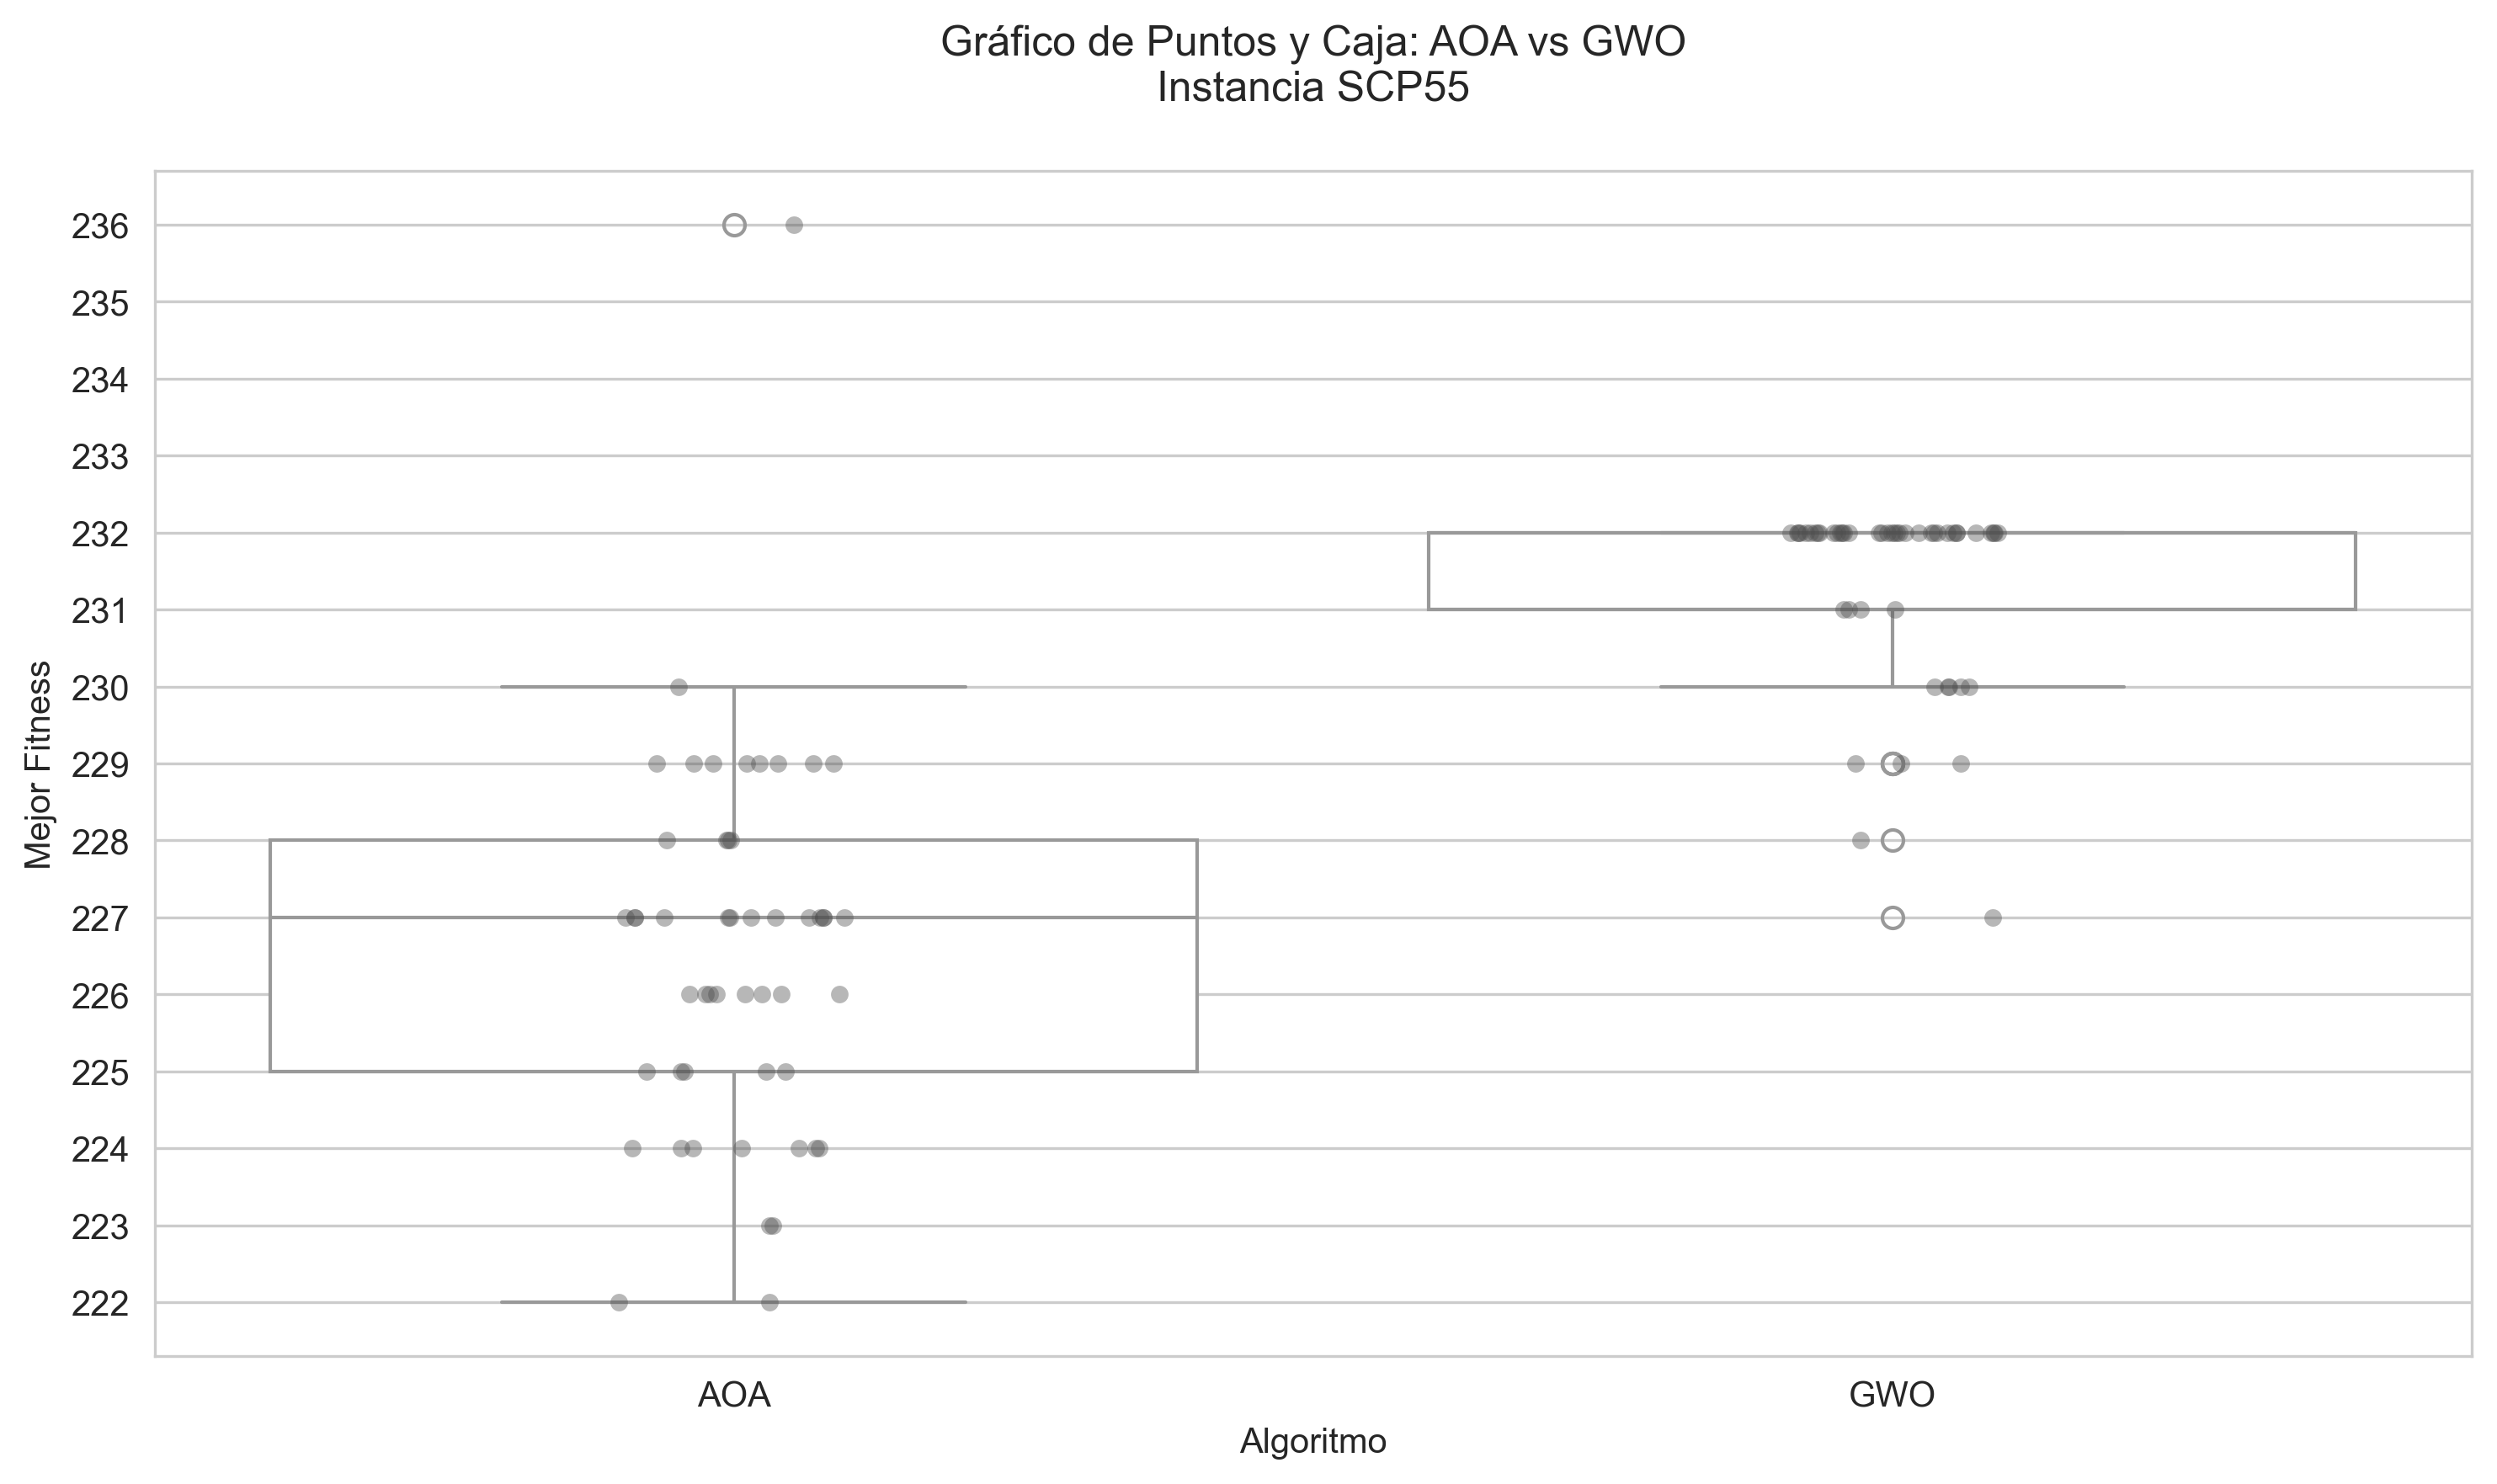 Gráfico de Puntos y Caja: AOA vs GWO
Instancia SCP55
Mejor Fitness
236
235
234
233
232
231
230
229
228
227
226
225
224
223
222
AOA
GWO
Algoritmo